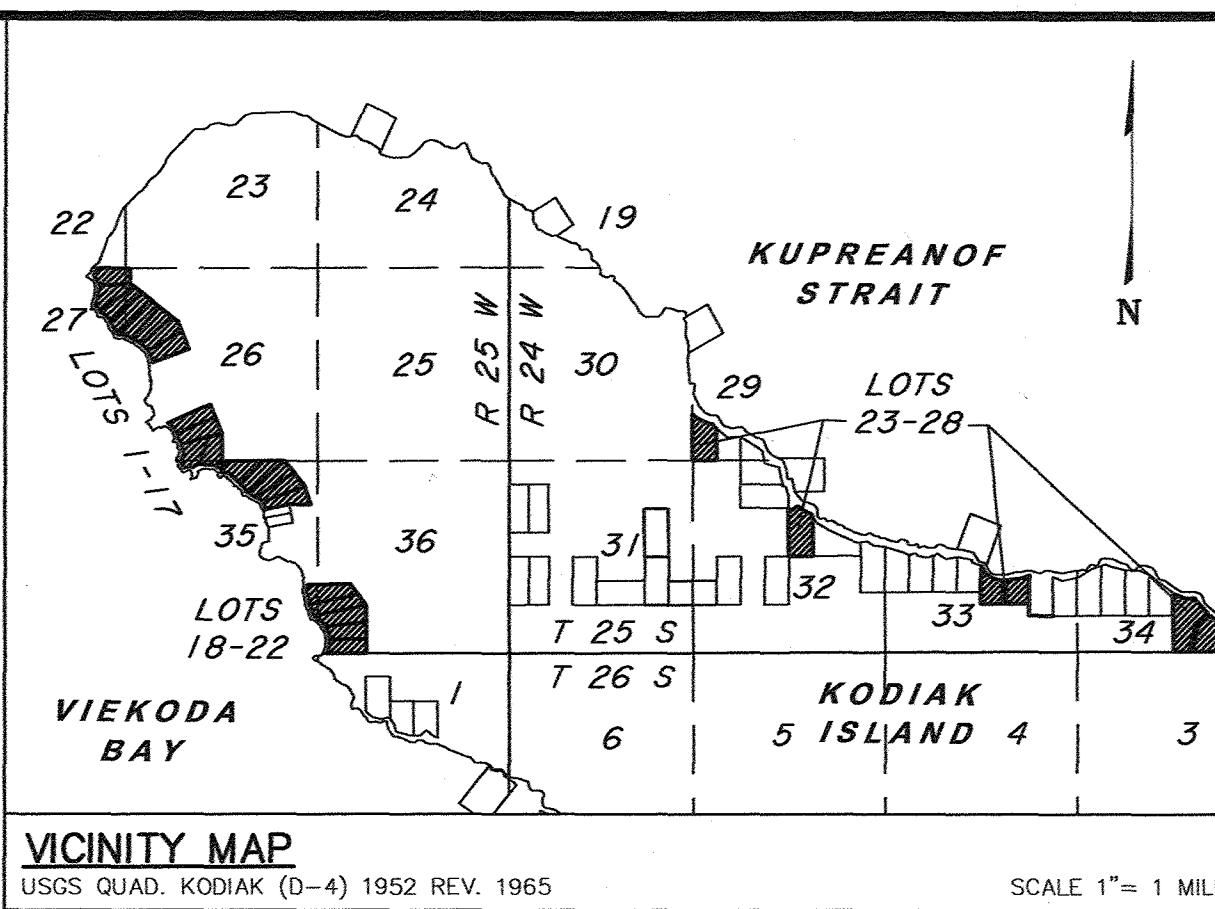 23
24
22
19
KUPREANOF
STRAIT
N
27
26
25
R 25 W
R 24 W
30
29
LOTS
23-28
LOTS 1-17
35
36
31
32
33
34
LOTS
18-22
T 25 S
T 26 S
VIEKODA
BAY
1
6
5
KODIAK
ISLAND
4
3
VICINITY MAP
USGS QUAD. KODIAK (D-4) 1952 REV. 1965
SCALE 1"= 1 MIL